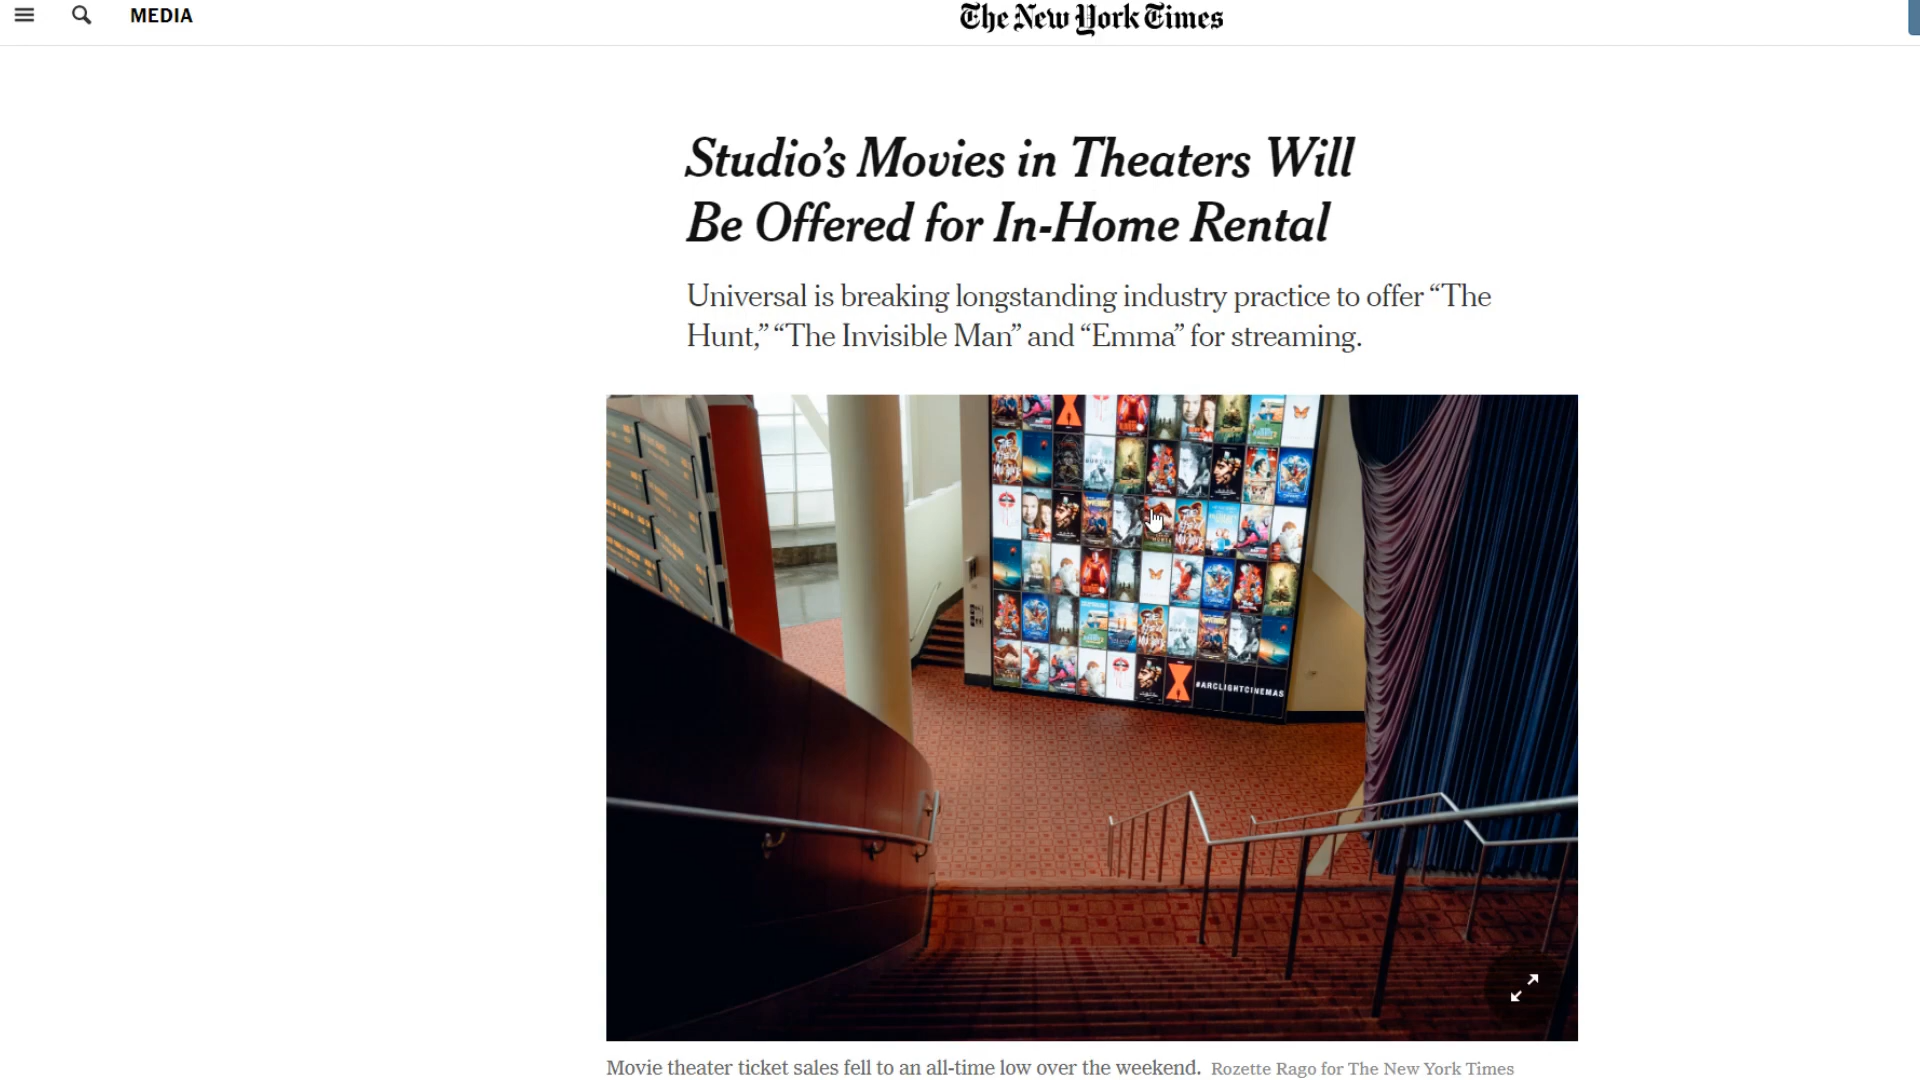 MEDIA
The New York Times
Studio's Movies in Theaters Will
Be Offered for In-Home Rental
Universal is breaking longstanding industry practice to offer “The
Hunt,” “The Invisible Man” and “Emma” for streaming.
#ARCLIGHTCINEMAS
Movie theater ticket sales fell to an all-time low over the weekend. Rozette Rago for The New York Times